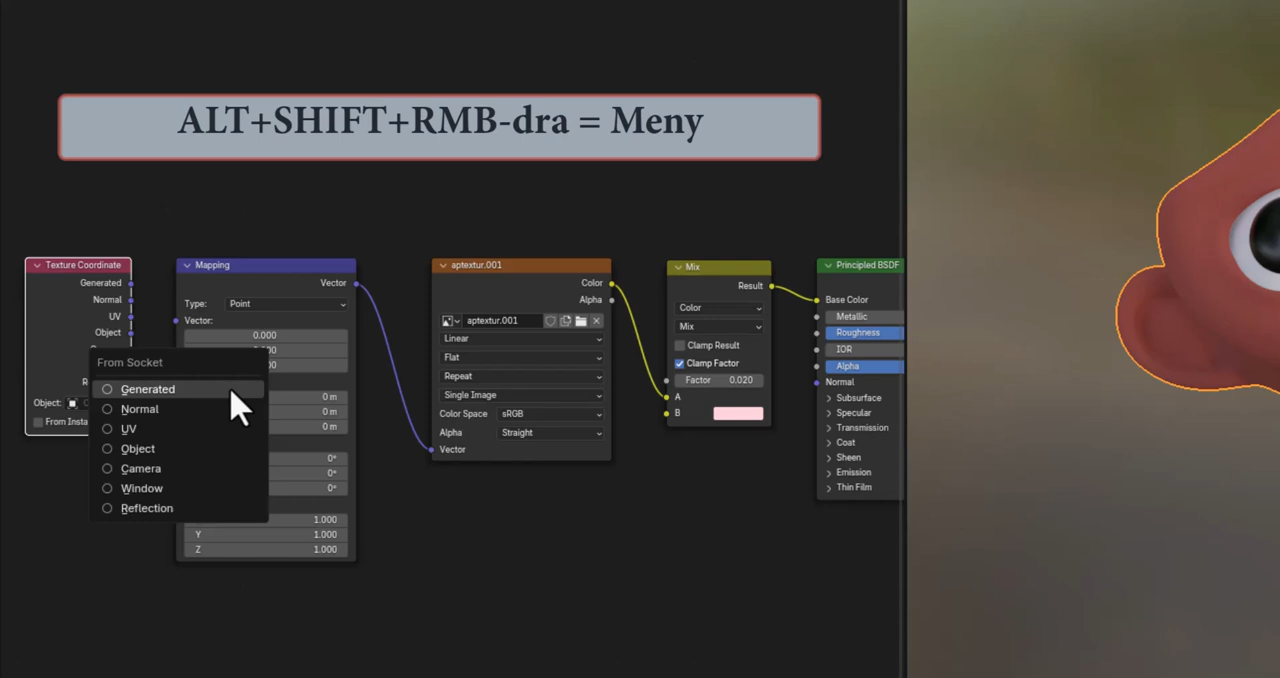 ALT+SHIFT+RMB-dra = Meny
Texture Coordinate
Generated
Normal
UV
Object
Object:
From Insta
From Socket
Generated
Normal
UV
Object
Camera
Window
Reflection
Mapping
Vector
Type: Point
Vector:
0.000
0 m
0 m
0 m
0°
0°
0°
1.000
Y 1.000
Z 1.000
aptextur.001
Color
Alpha
aptextur.001
Linear
Flat
Repeat
Single Image
Color Space sRGB
Alpha Straight
Vector
Mix
Result
Color
Mix
Clamp Result
Clamp Factor
Factor 0.020
A
B
Principled BSDF
Base Color
Metallic
Roughness
IOR
Alpha
Normal
Subsurface
Specular
Transmission
Coat
Sheen
Emission
Thin Film